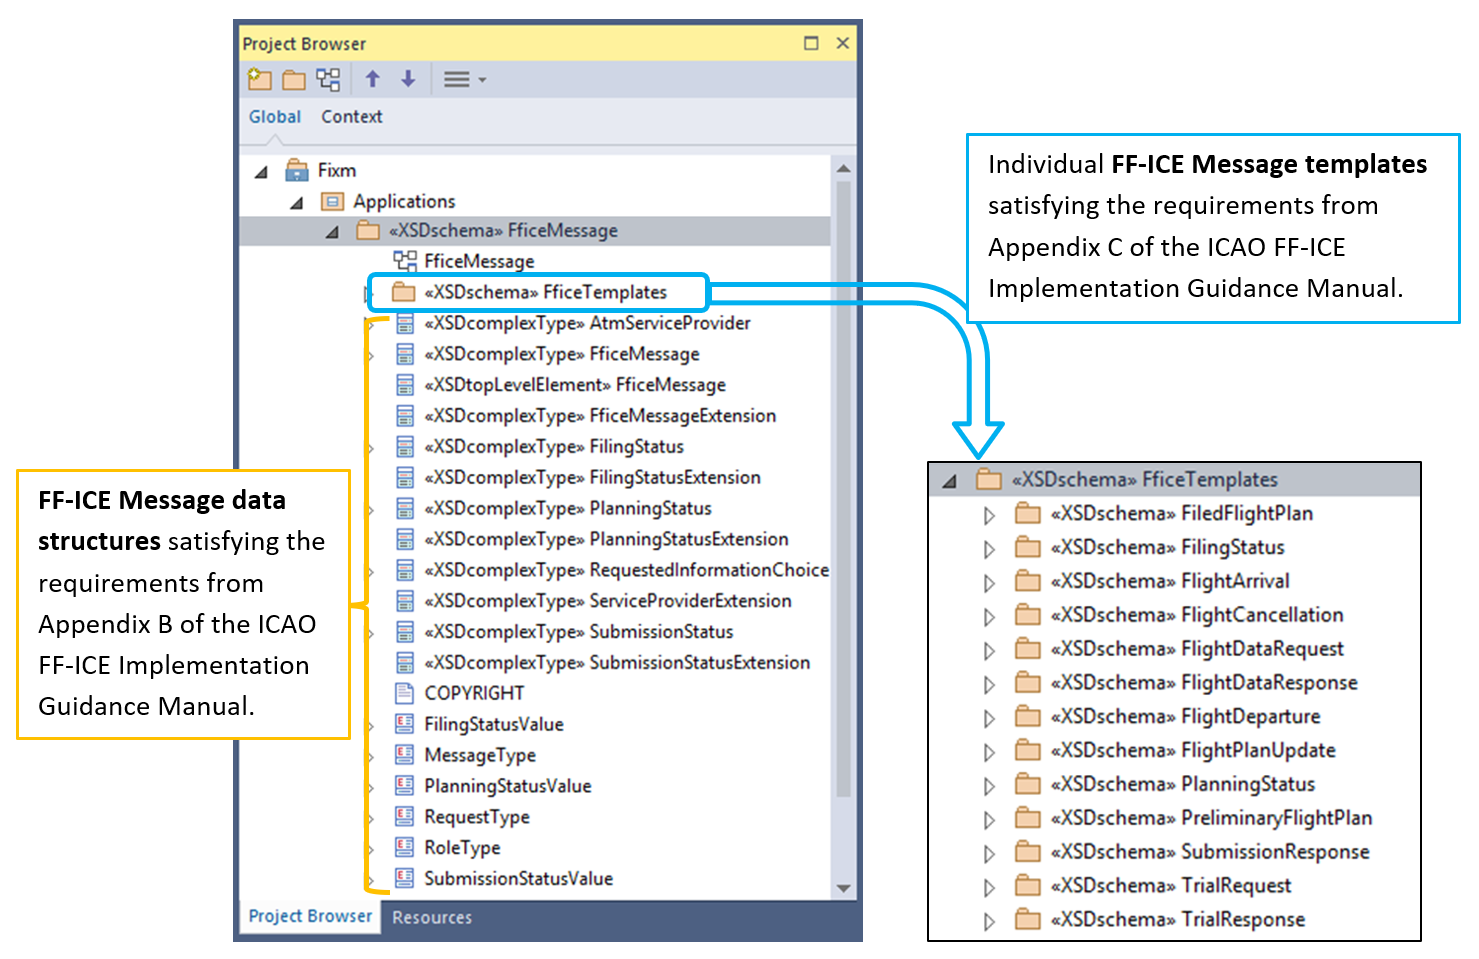 Project Browser
Global Context
Fixm
Applications
«XSDschema» FficeMessage
FficeMessage
«XSDschema» FficeTemplates
«XSDcomplexType» AtmServiceProvider
«XSDcomplexType» FficeMessage
«XSDtopLevelElement» FficeMessage
«XSDcomplexType» FficeMessageExtension
«XSDcomplexType» FilingStatus
«XSDcomplexType» FilingStatusExtension
«XSDcomplexType» PlanningStatus
«XSDcomplexType» PlanningStatusExtension
«XSDcomplexType» RequestedInformationChoice
«XSDcomplexType» ServiceProviderExtension
«XSDcomplexType» SubmissionStatus
«XSDcomplexType» SubmissionStatusExtension
COPYRIGHT
FilingStatusValue
MessageType
PlanningStatusValue
RequestType
RoleType
SubmissionStatusValue
Project Browser Resources
FF-ICE Message data
structures satisfying the
requirements from
Appendix B of the ICAO
FF-ICE Implementation
Guidance Manual.
Individual FF-ICE Message templates
satisfying the requirements from
Appendix C of the ICAO FF-ICE
Implementation Guidance Manual.
«XSDschema» FficeTemplates
«XSDschema» FiledFlightPlan
«XSDschema» FilingStatus
«XSDschema» FlightArrival
«XSDschema» FlightCancellation
«XSDschema» FlightDataRequest
«XSDschema» FlightDataResponse
«XSDschema» FlightDeparture
«XSDschema» FlightPlanUpdate
«XSDschema» PlanningStatus
«XSDschema» PreliminaryFlightPlan
«XSDschema» SubmissionResponse
«XSDschema» TrialRequest
«XSDschema» TrialResponse